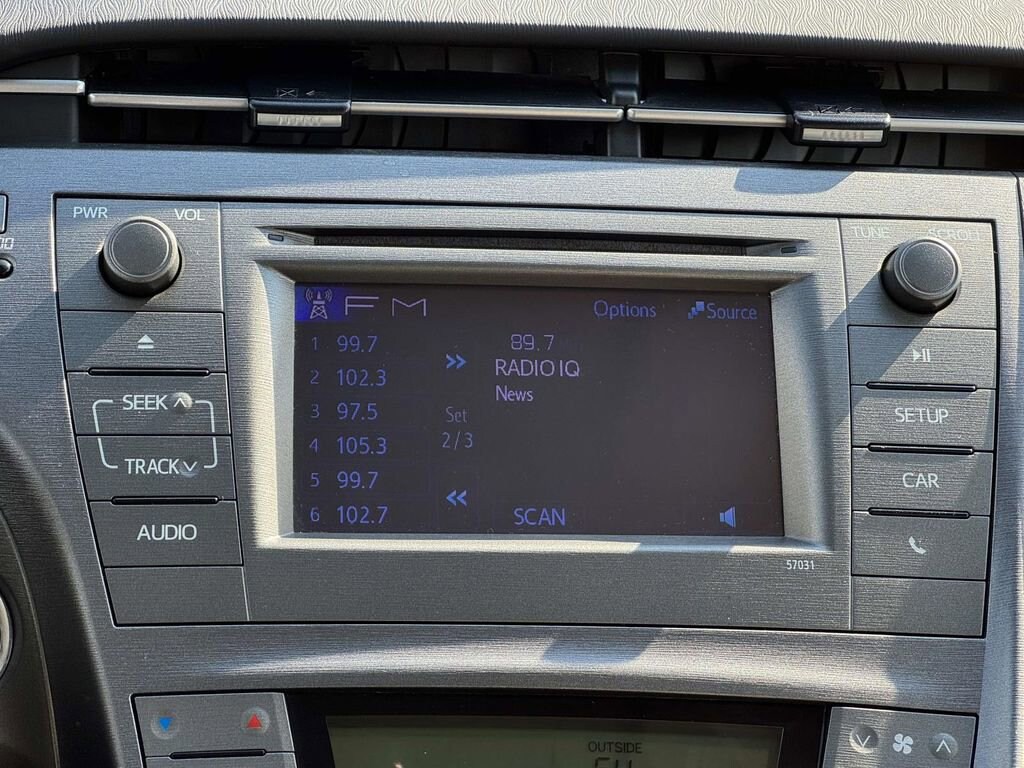 PWR VOL
TUNE SCROLL
FM
Options Source
1 99.7
2 102.3
3 97.5
4 105.3
5 99.7
6 102.7
>>
Set
2/3
<<
89.7
RADIO IQ
News
SCAN
SEEK
TRACK
AUDIO
SETUP
CAR
57031
OUTSIDE